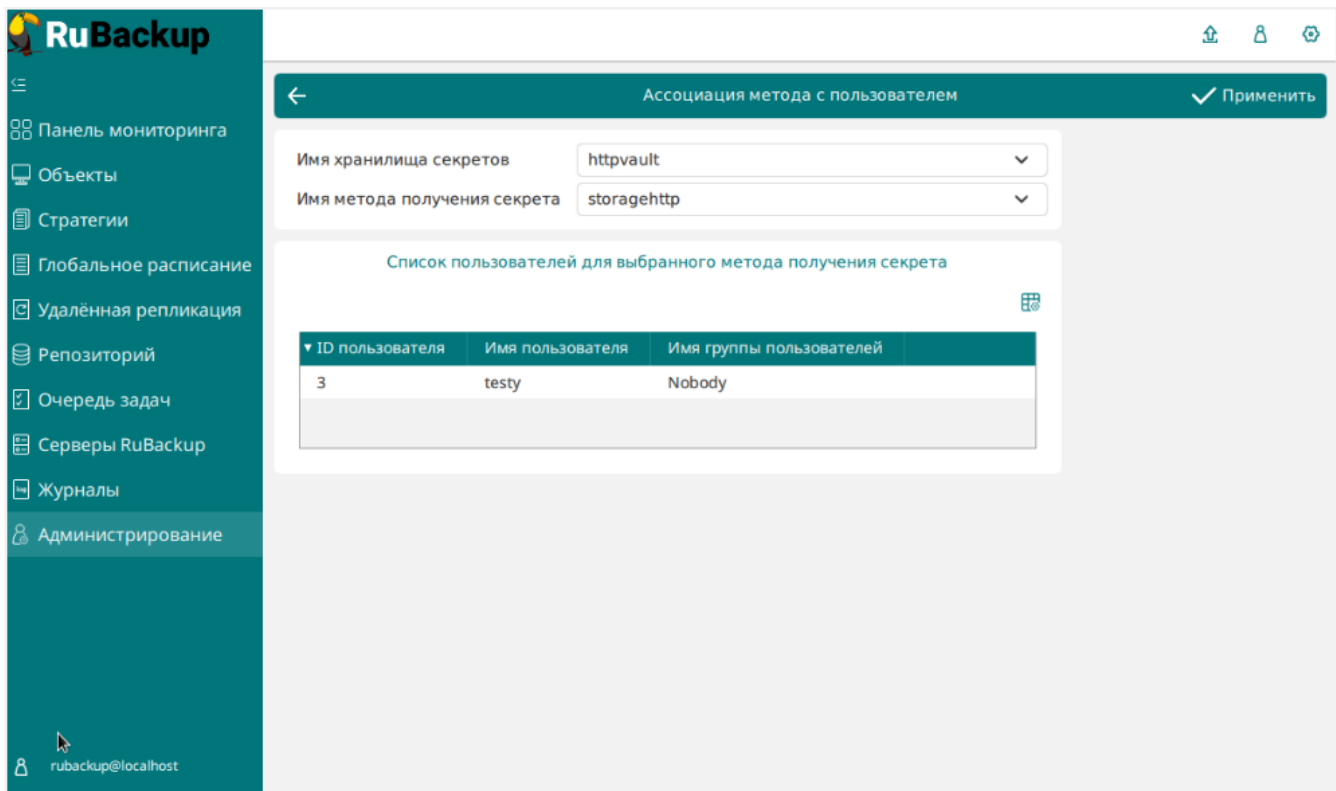 RuBackup
Ассоциация метода с пользователем
Применить
Панель мониторинга
Объекты
Стратегии
Глобальное расписание
Удалённая репликация
Репозиторий
Очередь задач
Серверы RuBackup
Журналы
Администрирование
rubackup@localhost
Имя хранилища секретов httpvault
Имя метода получения секрета storagehttp
Список пользователей для выбранного метода получения секрета
ID пользователя Имя пользователя Имя группы пользователей
3 testy Nobody